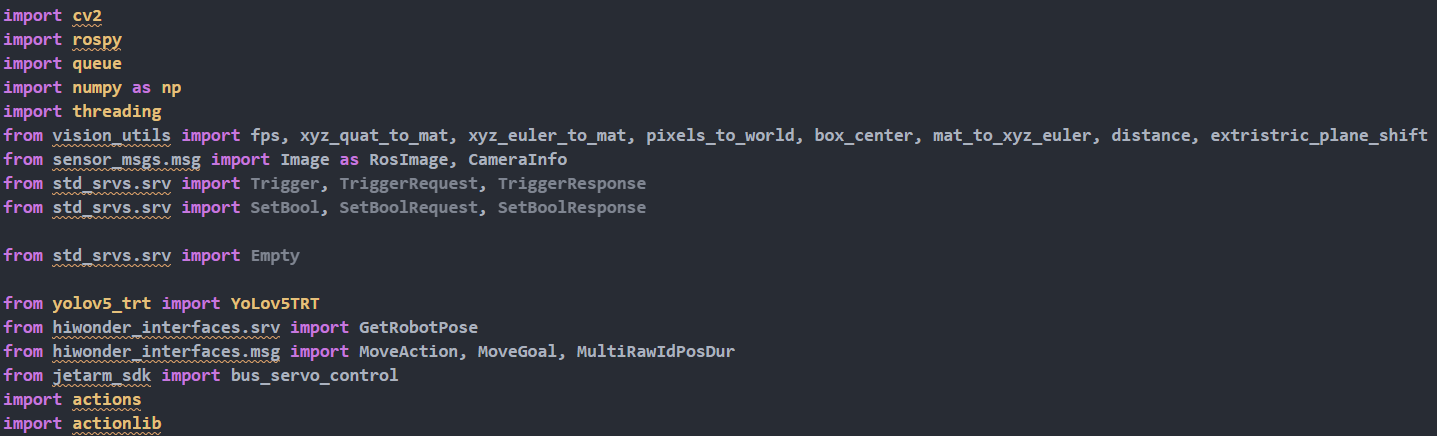 import cv2
import rospy
import queue
import numpy as np
import threading
from vision_utils import fps, xyz_quat_to_mat, xyz_euler_to_mat, pixels_to_world, box_center, mat_to_xyz_euler, distance, extristric_plane_shift
from sensor_msgs.msg import Image as RosImage, CameraInfo
from std_srvs.srv import Trigger, TriggerRequest, TriggerResponse
from std_srvs.srv import SetBool, SetBoolRequest, SetBoolResponse
from std_srvs.srv import Empty
from yolov5_trt import YoLov5TRT
from hiwonder_interfaces.srv import GetRobotPose
from hiwonder_interfaces.msg import MoveAction, MoveGoal, MultiRawIdPosDur
from jetarm_sdk import bus_servo_control
import actions
import actionlib